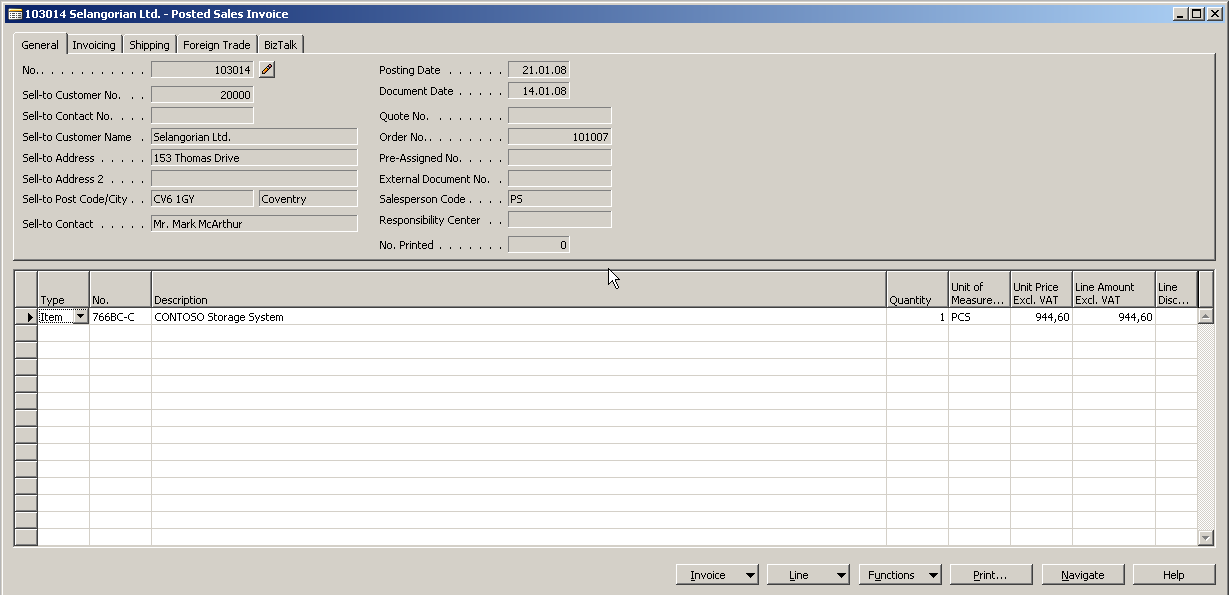 103014 Selangorian Ltd. - Posted Sales Invoice
General Invoicing Shipping Foreign Trade BizTalk
No. . . . . . . . . . . . 103014 Posting Date . . . . . . 21.01.08
Sell-to Customer No. . . . 20000 Document Date . . . . . 14.01.08
Sell-to Contact No. . . . . Quote No. . . . . . . . .
Sell-to Customer Name . Selangorian Ltd. Order No. . . . . . . . . 101007
Sell-to Address . . . . . 153 Thomas Drive Pre-Assigned No. . . . . .
Sell-to Address 2 . . . . External Document No. . .
Sell-to Post Code/City . . CV6 1GY Coventry Salesperson Code . . . . PS
Sell-to Contact . . . . . Mr. Mark McArthur Responsibility Center . .
No. Printed . . . . . . . 0
Type No. Description Quantity Unit of Measure... Unit Price Excl. VAT Line Amount Excl. VAT Line Disc...
Item 766BC-C CONTOSO Storage System 1 PCS 944,60 944,60
Invoice Line Functions Print... Navigate Help